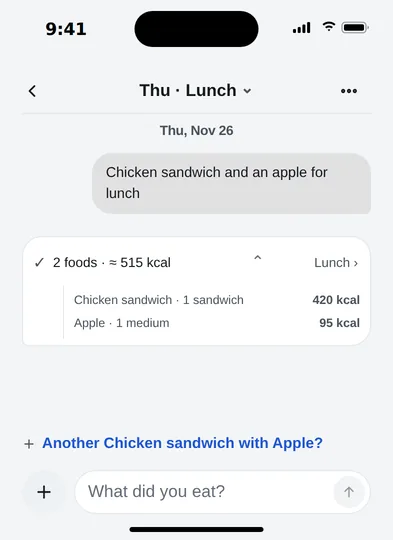 9:41
Thu · Lunch
Thu, Nov 26
Chicken sandwich and an apple for
lunch
✓ 2 foods · ≈ 515 kcal ^ Lunch ›
Chicken sandwich · 1 sandwich 420 kcal
Apple · 1 medium 95 kcal
+ Another Chicken sandwich with Apple?
+ What did you eat?